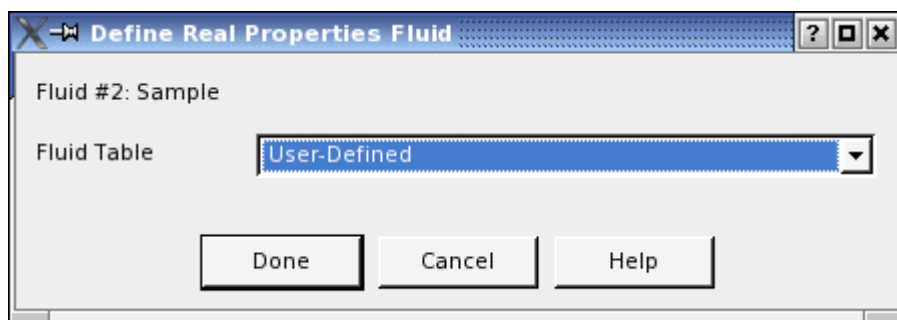 Define Real Properties Fluid ?
Fluid #2: Sample
Fluid Table User-Defined
Done Cancel Help